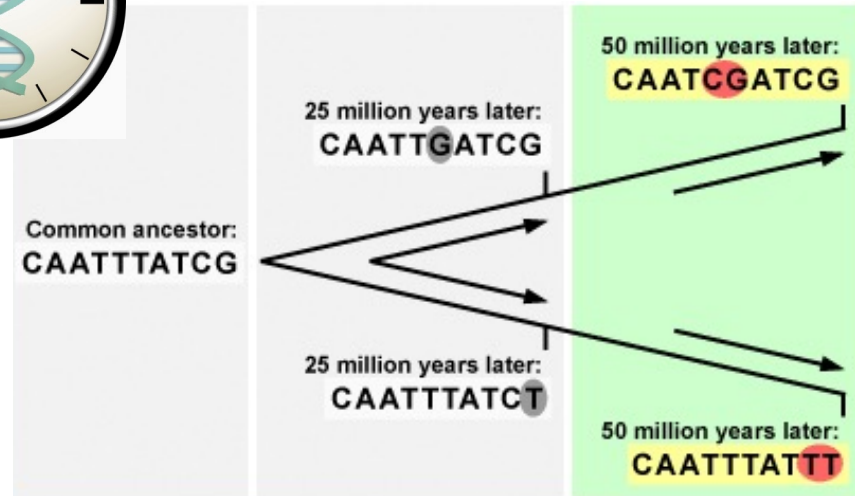 Common ancestor:
CAATTTATCG
25 million years later:
CAATTGATCG
25 million years later:
CAATTTATCT
50 million years later:
CAATCGATCG
50 million years later:
CAATTTATTT